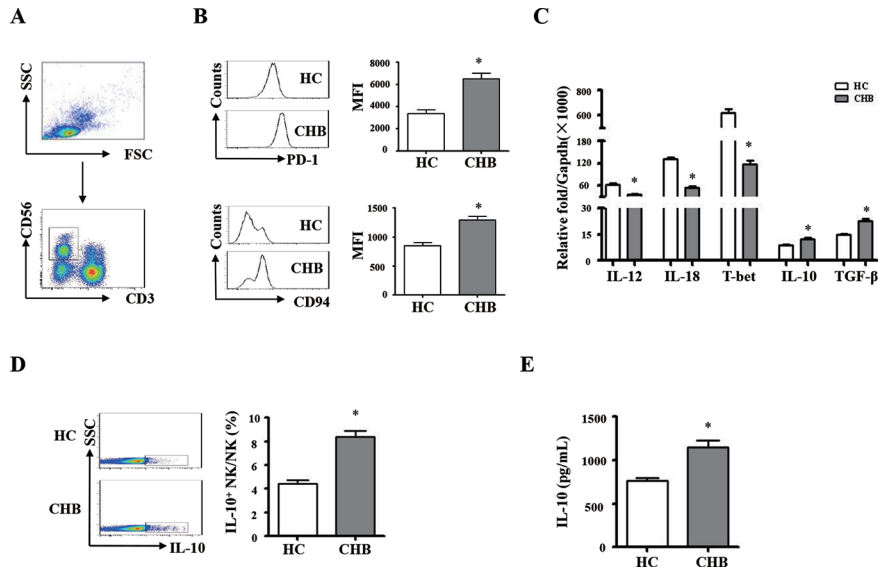 A
SSC
FSC
CD56
CD3
B
Counts
HC
CHB
PD-1
MFI
8000
6000
4000
2000
0
HC
CHB
*
Counts
HC
CHB
CD94
MFI
1500
1000
500
0
HC
CHB
*
C
Relative fold/Gapdh(×1000)
800
600
180
120
60
30
15
0
HC
CHB
*
*
*
*
*
IL-12
IL-18
T-bet
IL-10
TGF-β
D
HC
SSC
CHB
IL-10
IL-10⁺ NK/NK (%)
10
8
6
4
2
0
HC
CHB
*
E
IL-10 (pg/mL)
1500
1000
500
0
HC
CHB
*